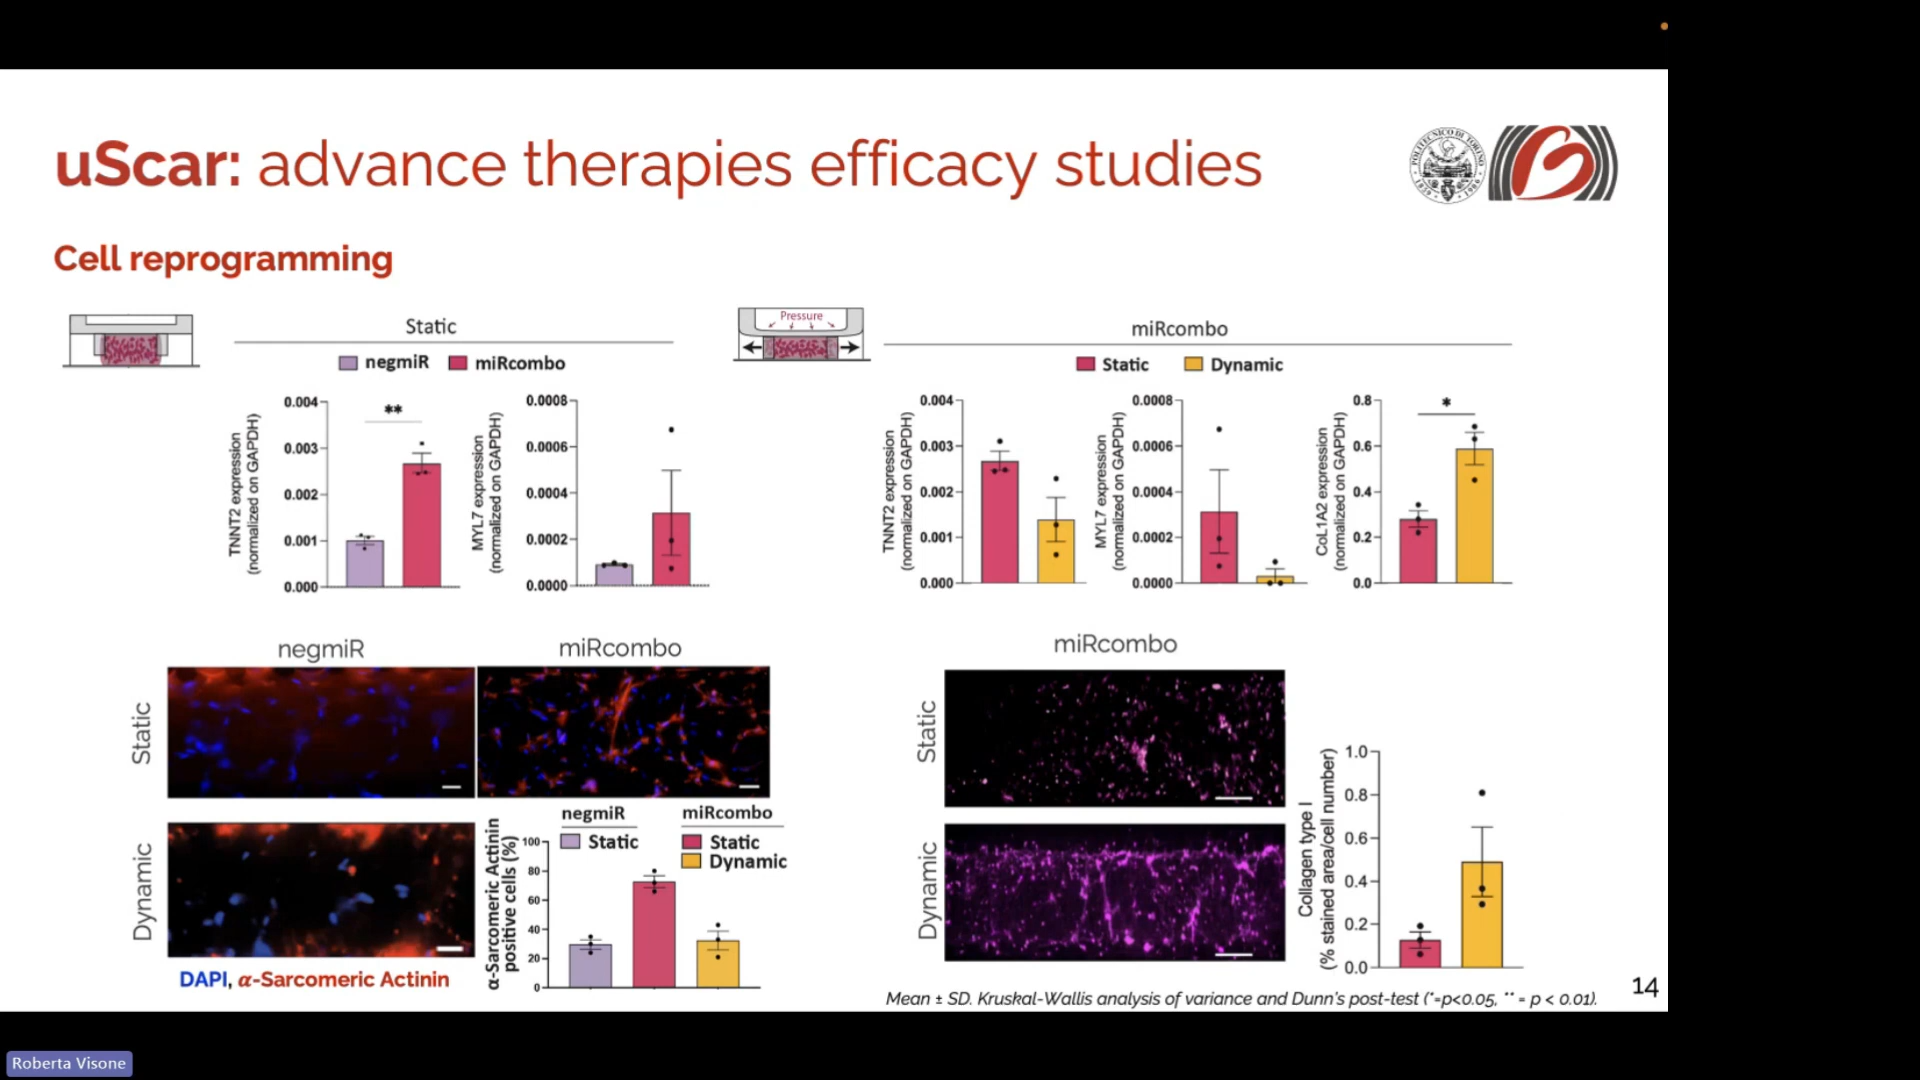 uScar: advance therapies efficacy studies
POLITECNICO DI TORINO
1859
1906
Cell reprogramming
Static
negmiR
miRcombo
TNNT2 expression
(normalized on GAPDH)
0.004
0.003
0.002
0.001
0.000
**
MYL7 expression
(normalized on GAPDH)
0.0008
0.0006
0.0004
0.0002
0.0000
Pressure
miRcombo
Static
Dynamic
TNNT2 expression
(normalized on GAPDH)
0.004
0.003
0.002
0.001
0.000
MYL7 expression
(normalized on GAPDH)
0.0008
0.0006
0.0004
0.0002
0.0000
CoL1A2 expression
(normalized on GAPDH)
0.8
0.6
0.4
0.2
0.0
*
negmiR
miRcombo
Static
Dynamic
DAPI, α-Sarcomeric Actinin
negmiR
miRcombo
Static
Static
Dynamic
α-Sarcomeric Actinin
positive cells (%)
100
80
60
40
20
0
miRcombo
Static
Dynamic
Collagen type I
(% stained area/cell number)
1.0
0.8
0.6
0.4
0.2
0.0
Mean ± SD. Kruskal-Wallis analysis of variance and Dunn's post-test (*=p<0.05, ** = p < 0.01).
14
Roberta Visone